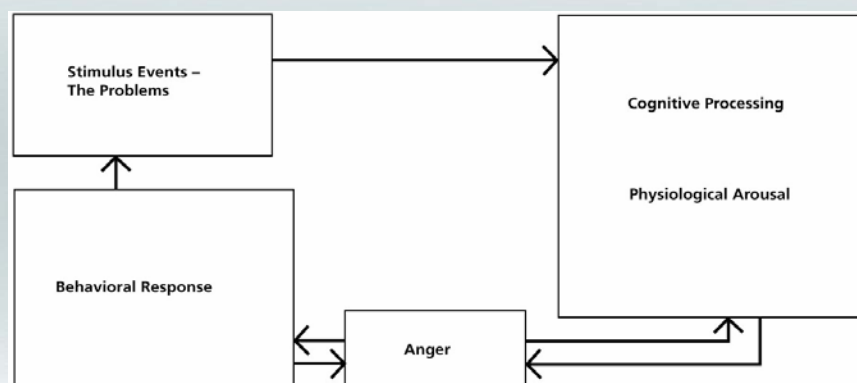 Stimulus Events –
The Problems
Cognitive Processing
Physiological Arousal
Behavioral Response
Anger